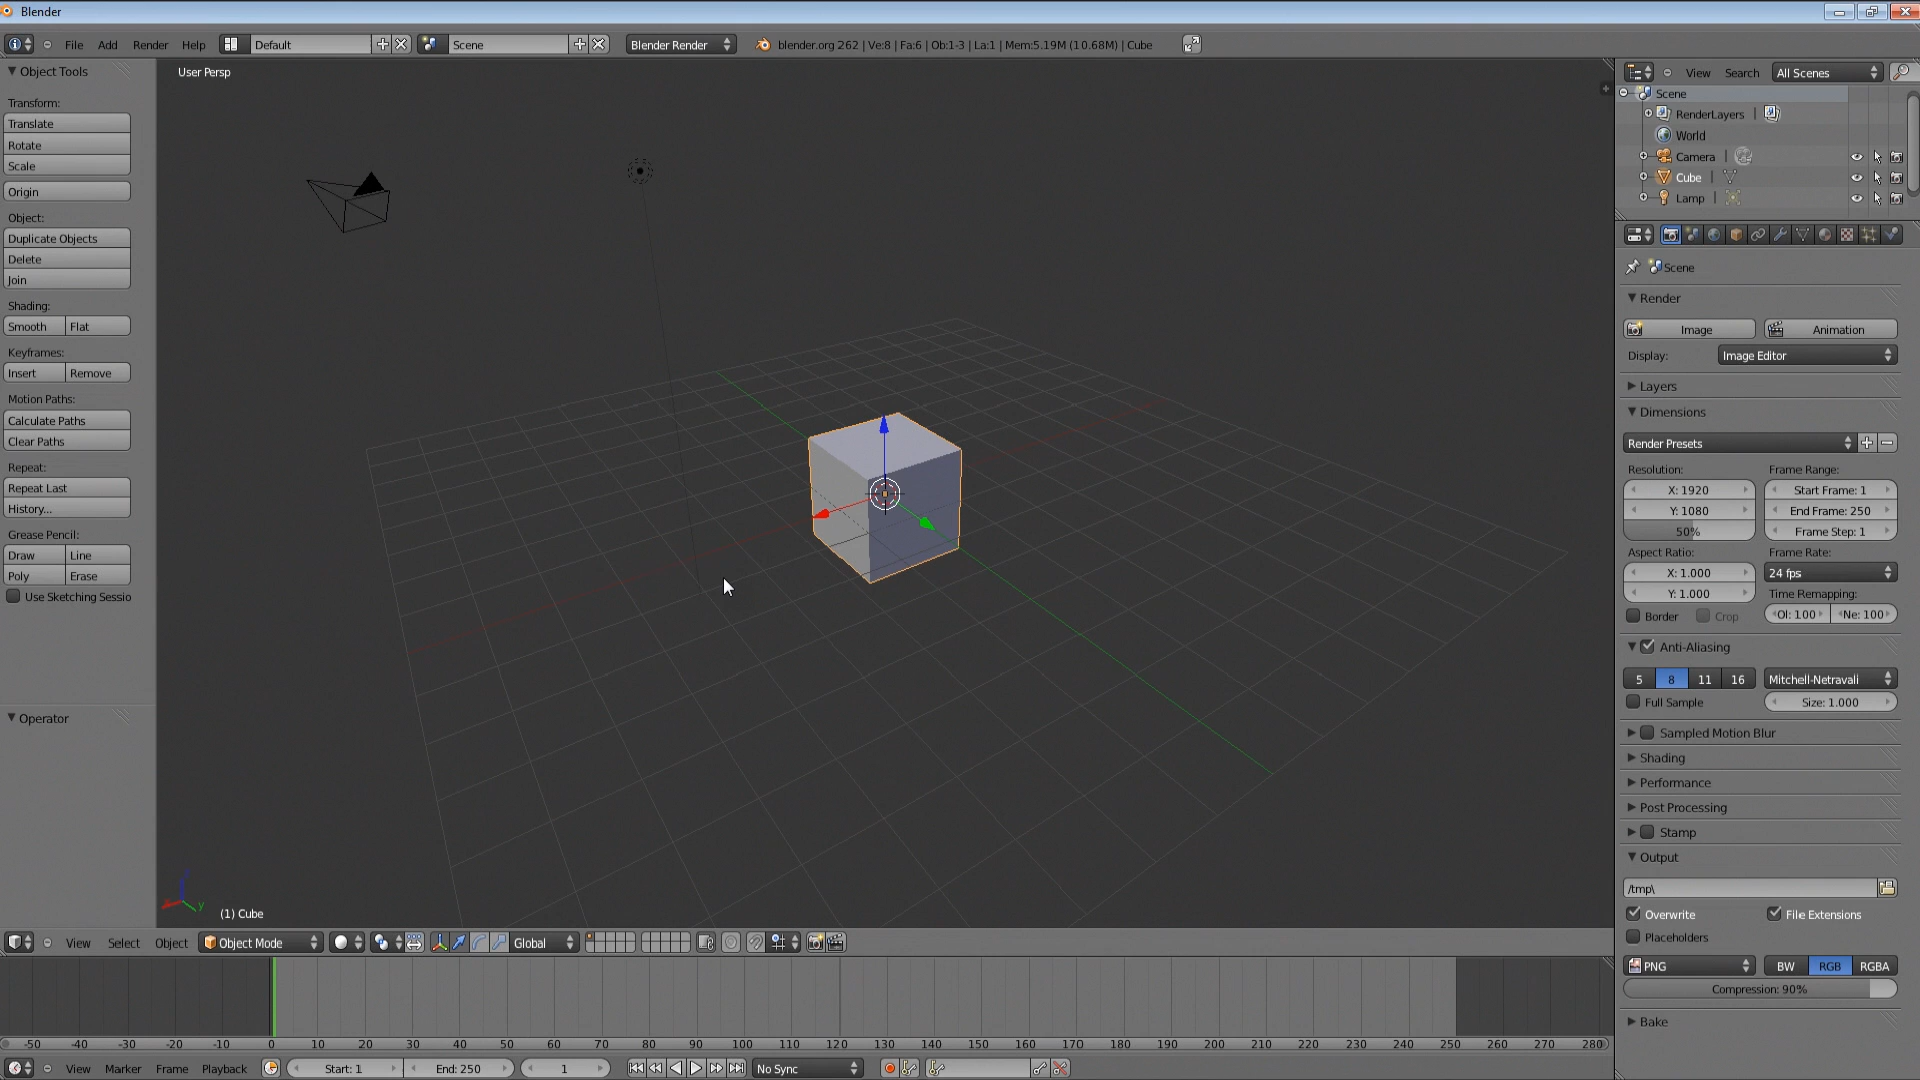 Blender
File Add Render Help Default Scene Blender Render blender.org 262 | Ve:8 | Fa:6 | Ob:1-3 | La:1 | Mem:5.19M (10.68M) | Cube
Object Tools
Transform:
Translate
Rotate
Scale
Origin
Object:
Duplicate Objects
Delete
Join
Shading:
Smooth Flat
Keyframes:
Insert Remove
Motion Paths:
Calculate Paths
Clear Paths
Repeat:
Repeat Last
History...
Grease Pencil:
Draw Line
Poly Erase
Use Sketching Sessio
Operator
User Persp
(1) Cube
z
x
y
View Search All Scenes
Scene
RenderLayers |
World
Camera |
Cube |
Lamp |
Scene
Render
Image Animation
Display: Image Editor
Layers
Dimensions
Render Presets
Resolution: Frame Range:
X: 1920 Start Frame: 1
Y: 1080 End Frame: 250
50% Frame Step: 1
Aspect Ratio: Frame Rate:
X: 1.000 24 fps
Y: 1.000 Time Remapping:
Border Crop Ol: 100 Ne: 100
Anti-Aliasing
5 8 11 16 Mitchell-Netravali
Full Sample Size: 1.000
Sampled Motion Blur
Shading
Performance
Post Processing
Stamp
Output
/tmp\
Overwrite File Extensions
Placeholders
PNG BW RGB RGBA
Compression: 90%
Bake
View Select Object Object Mode Global
-50 -40 -30 -20 -10 0 10 20 30 40 50 60 70 80 90 100 110 120 130 140 150 160 170 180 190 200 210 220 230 240 250 260 270 280
View Marker Frame Playback Start: 1 End: 250 1 No Sync